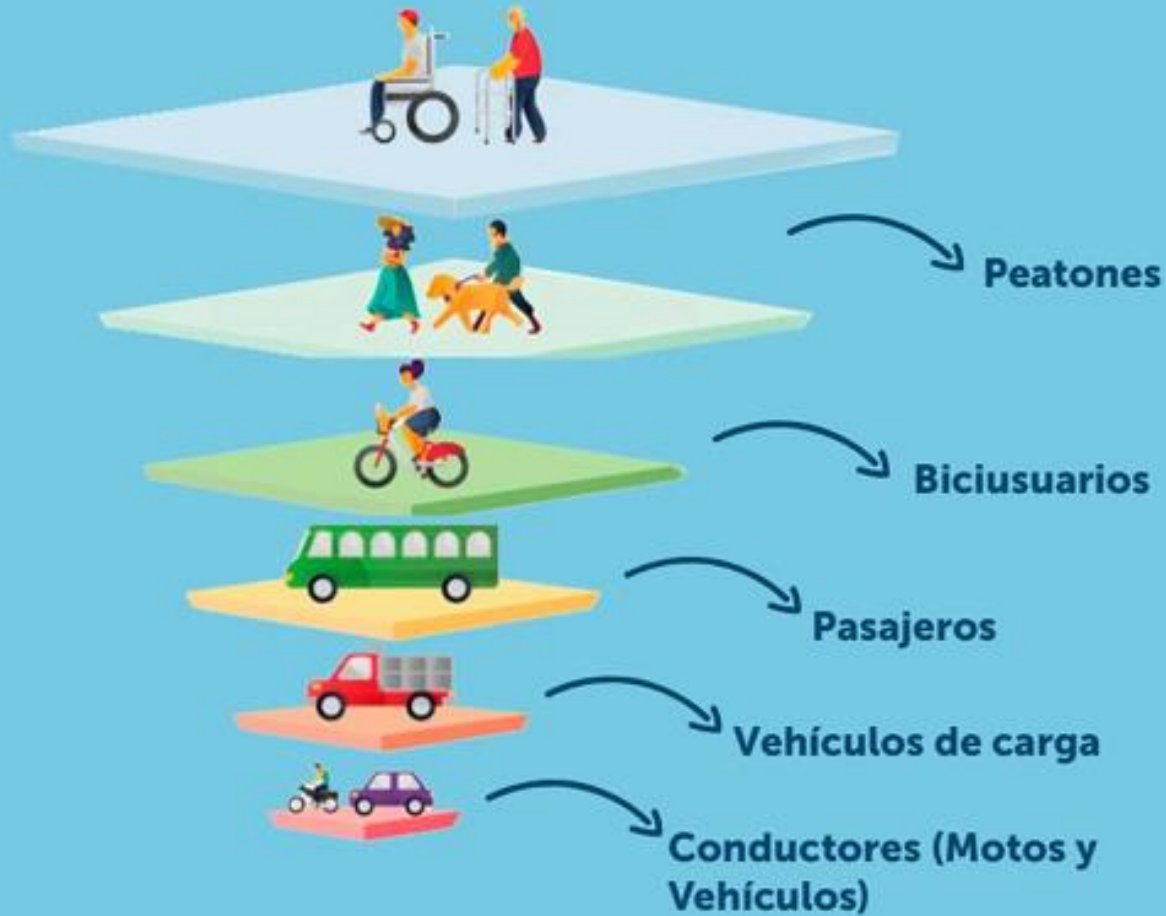 Peatones
Biciusuarios
Pasajeros
Vehículos de carga
Conductores (Motos y
Vehículos)